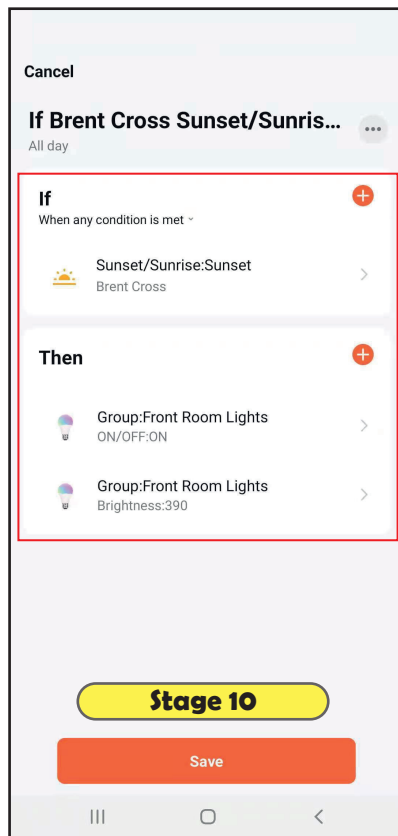 Cancel
If Brent Cross Sunset/Sunris...
All day
If
When any condition is met
Sunset/Sunrise:Sunset
Brent Cross
Then
Group:Front Room Lights
ON/OFF:ON
Group:Front Room Lights
Brightness:390
Stage 10
Save